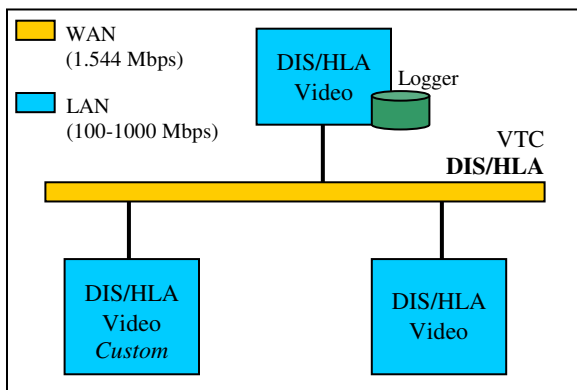 WAN
(1.544 Mbps)
LAN
(100-1000 Mbps)
DIS/HLA
Video
Logger
VTC
DIS/HLA
DIS/HLA
Video
Custom
DIS/HLA
Video